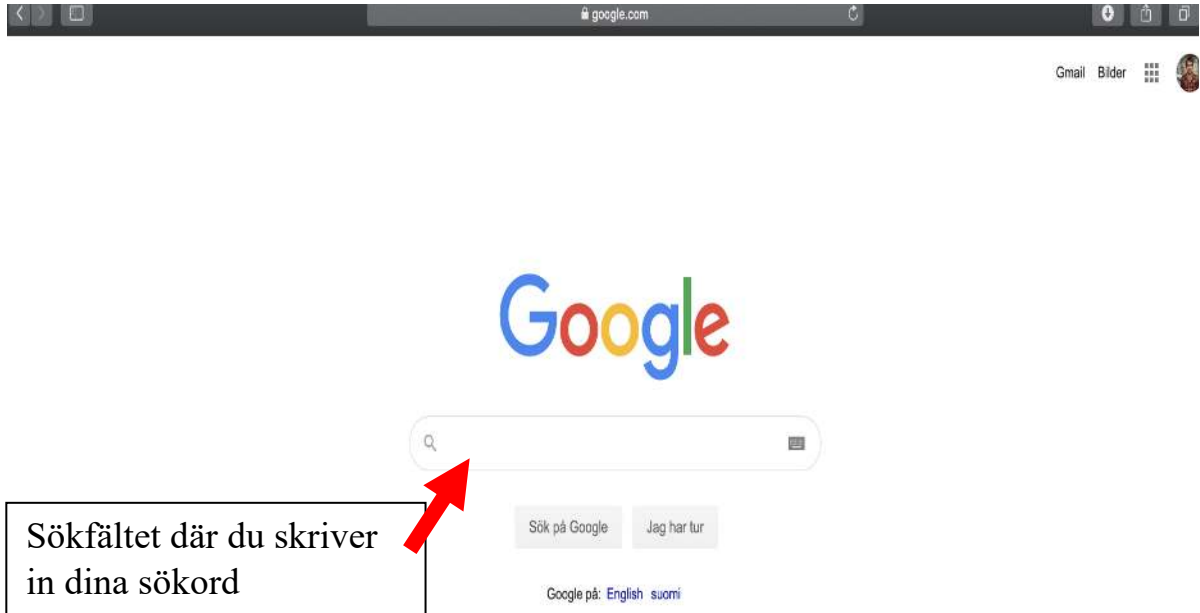 google.com
Gmail Bilder
Google
Sökfältet där du skriver
in dina sökord
Sök på Google Jag har tur
Google på: English suomi